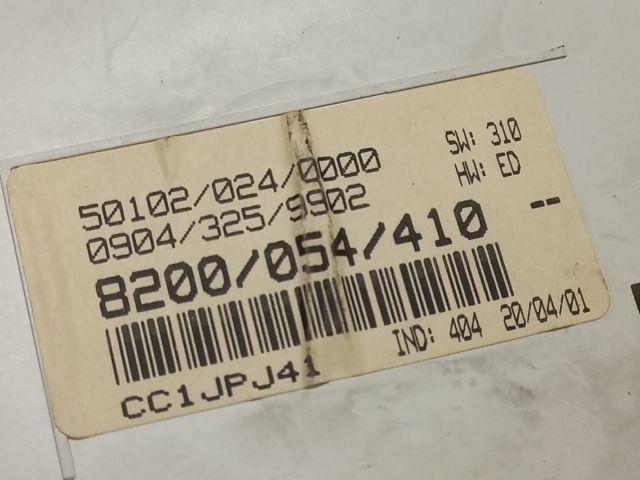 SW: 310
HW: ED
50102/024/0000
0904/325/9902
8200/054/410 --
IND: 404 20/04/01
CC1JPJ41